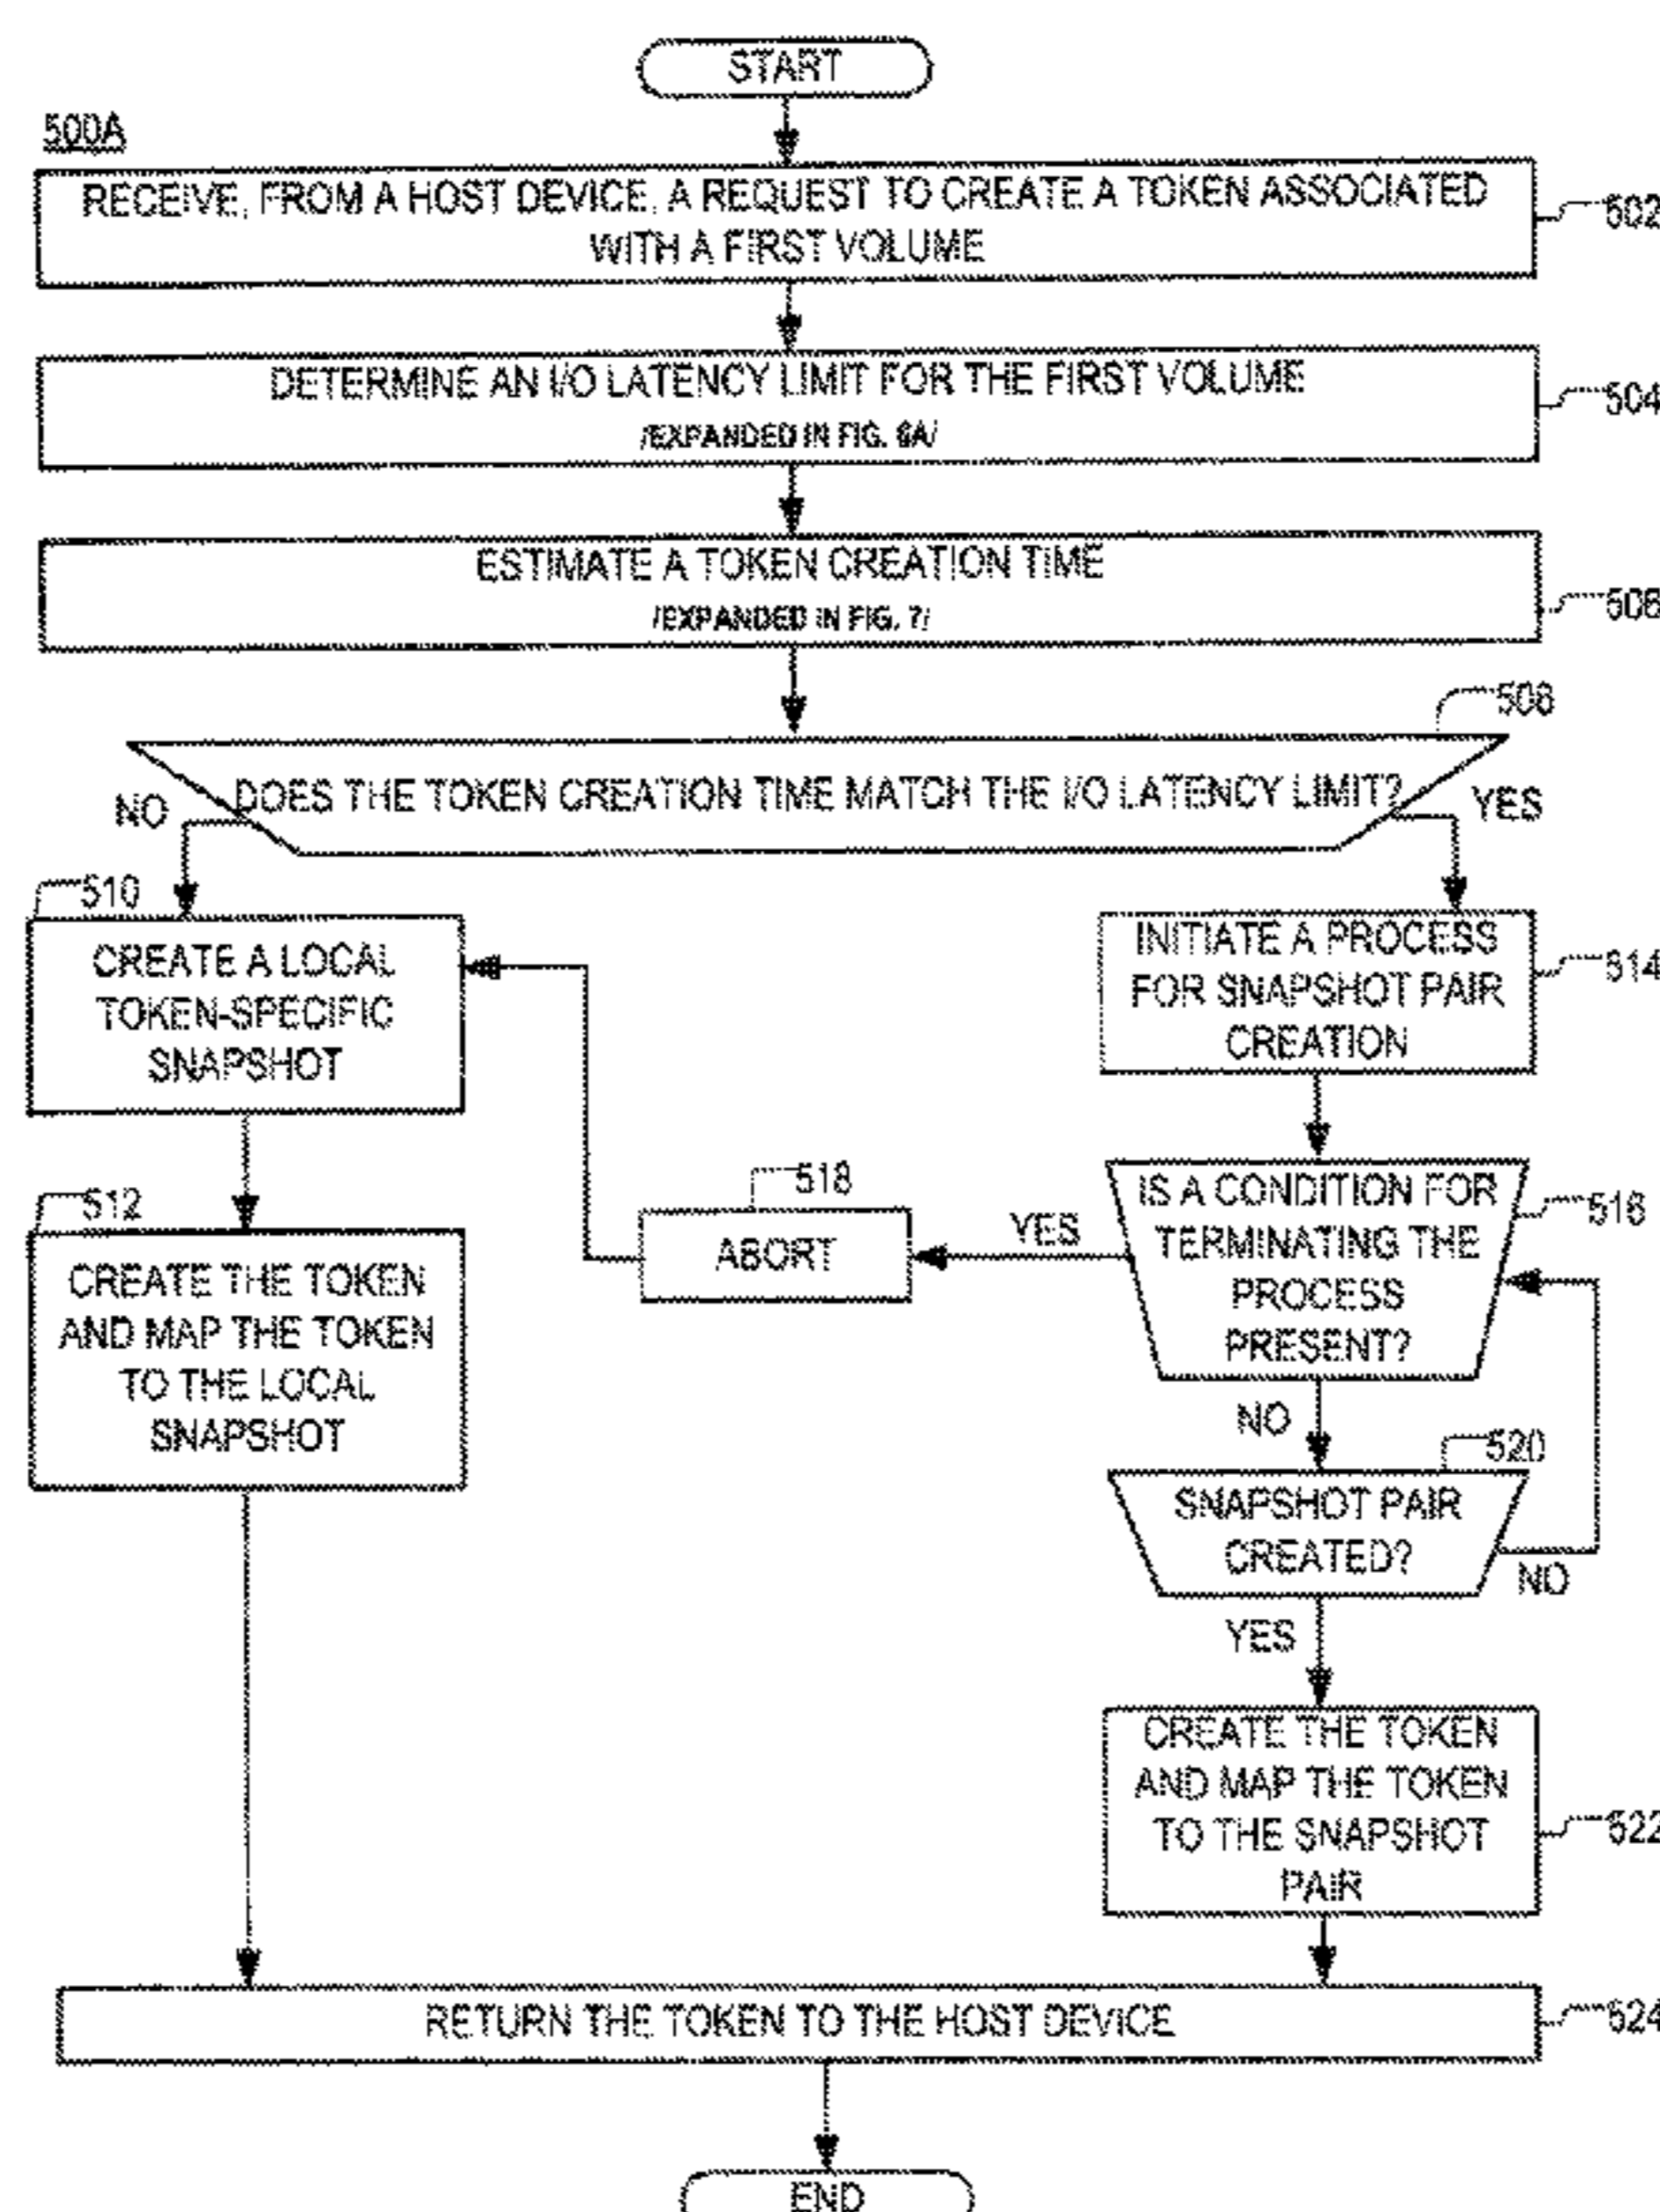 START
500A
RECEIVE, FROM A HOST DEVICE, A REQUEST TO CREATE A TOKEN ASSOCIATED
WITH A FIRST VOLUME
502
DETERMINE AN I/O LATENCY LIMIT FOR THE FIRST VOLUME
/EXPANDED IN FIG. 6A/
504
ESTIMATE A TOKEN CREATION TIME
/EXPANDED IN FIG. 7/
506
508
DOES THE TOKEN CREATION TIME MATCH THE I/O LATENCY LIMIT?
NO
YES
510
CREATE A LOCAL
TOKEN-SPECIFIC
SNAPSHOT
INITIATE A PROCESS
FOR SNAPSHOT PAIR
CREATION
514
512
CREATE THE TOKEN
AND MAP THE TOKEN
TO THE LOCAL
SNAPSHOT
518
ABORT
YES
IS A CONDITION FOR
TERMINATING THE
PROCESS
PRESENT?
516
NO
520
SNAPSHOT PAIR
CREATED?
NO
YES
CREATE THE TOKEN
AND MAP THE TOKEN
TO THE SNAPSHOT
PAIR
522
RETURN THE TOKEN TO THE HOST DEVICE
524
END